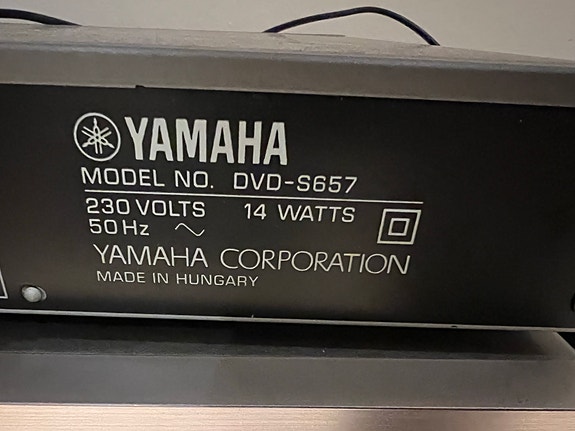 YAMAHA
MODEL NO. DVD-S657
230 VOLTS 14 WATTS
50 Hz ~
YAMAHA CORPORATION
MADE IN HUNGARY